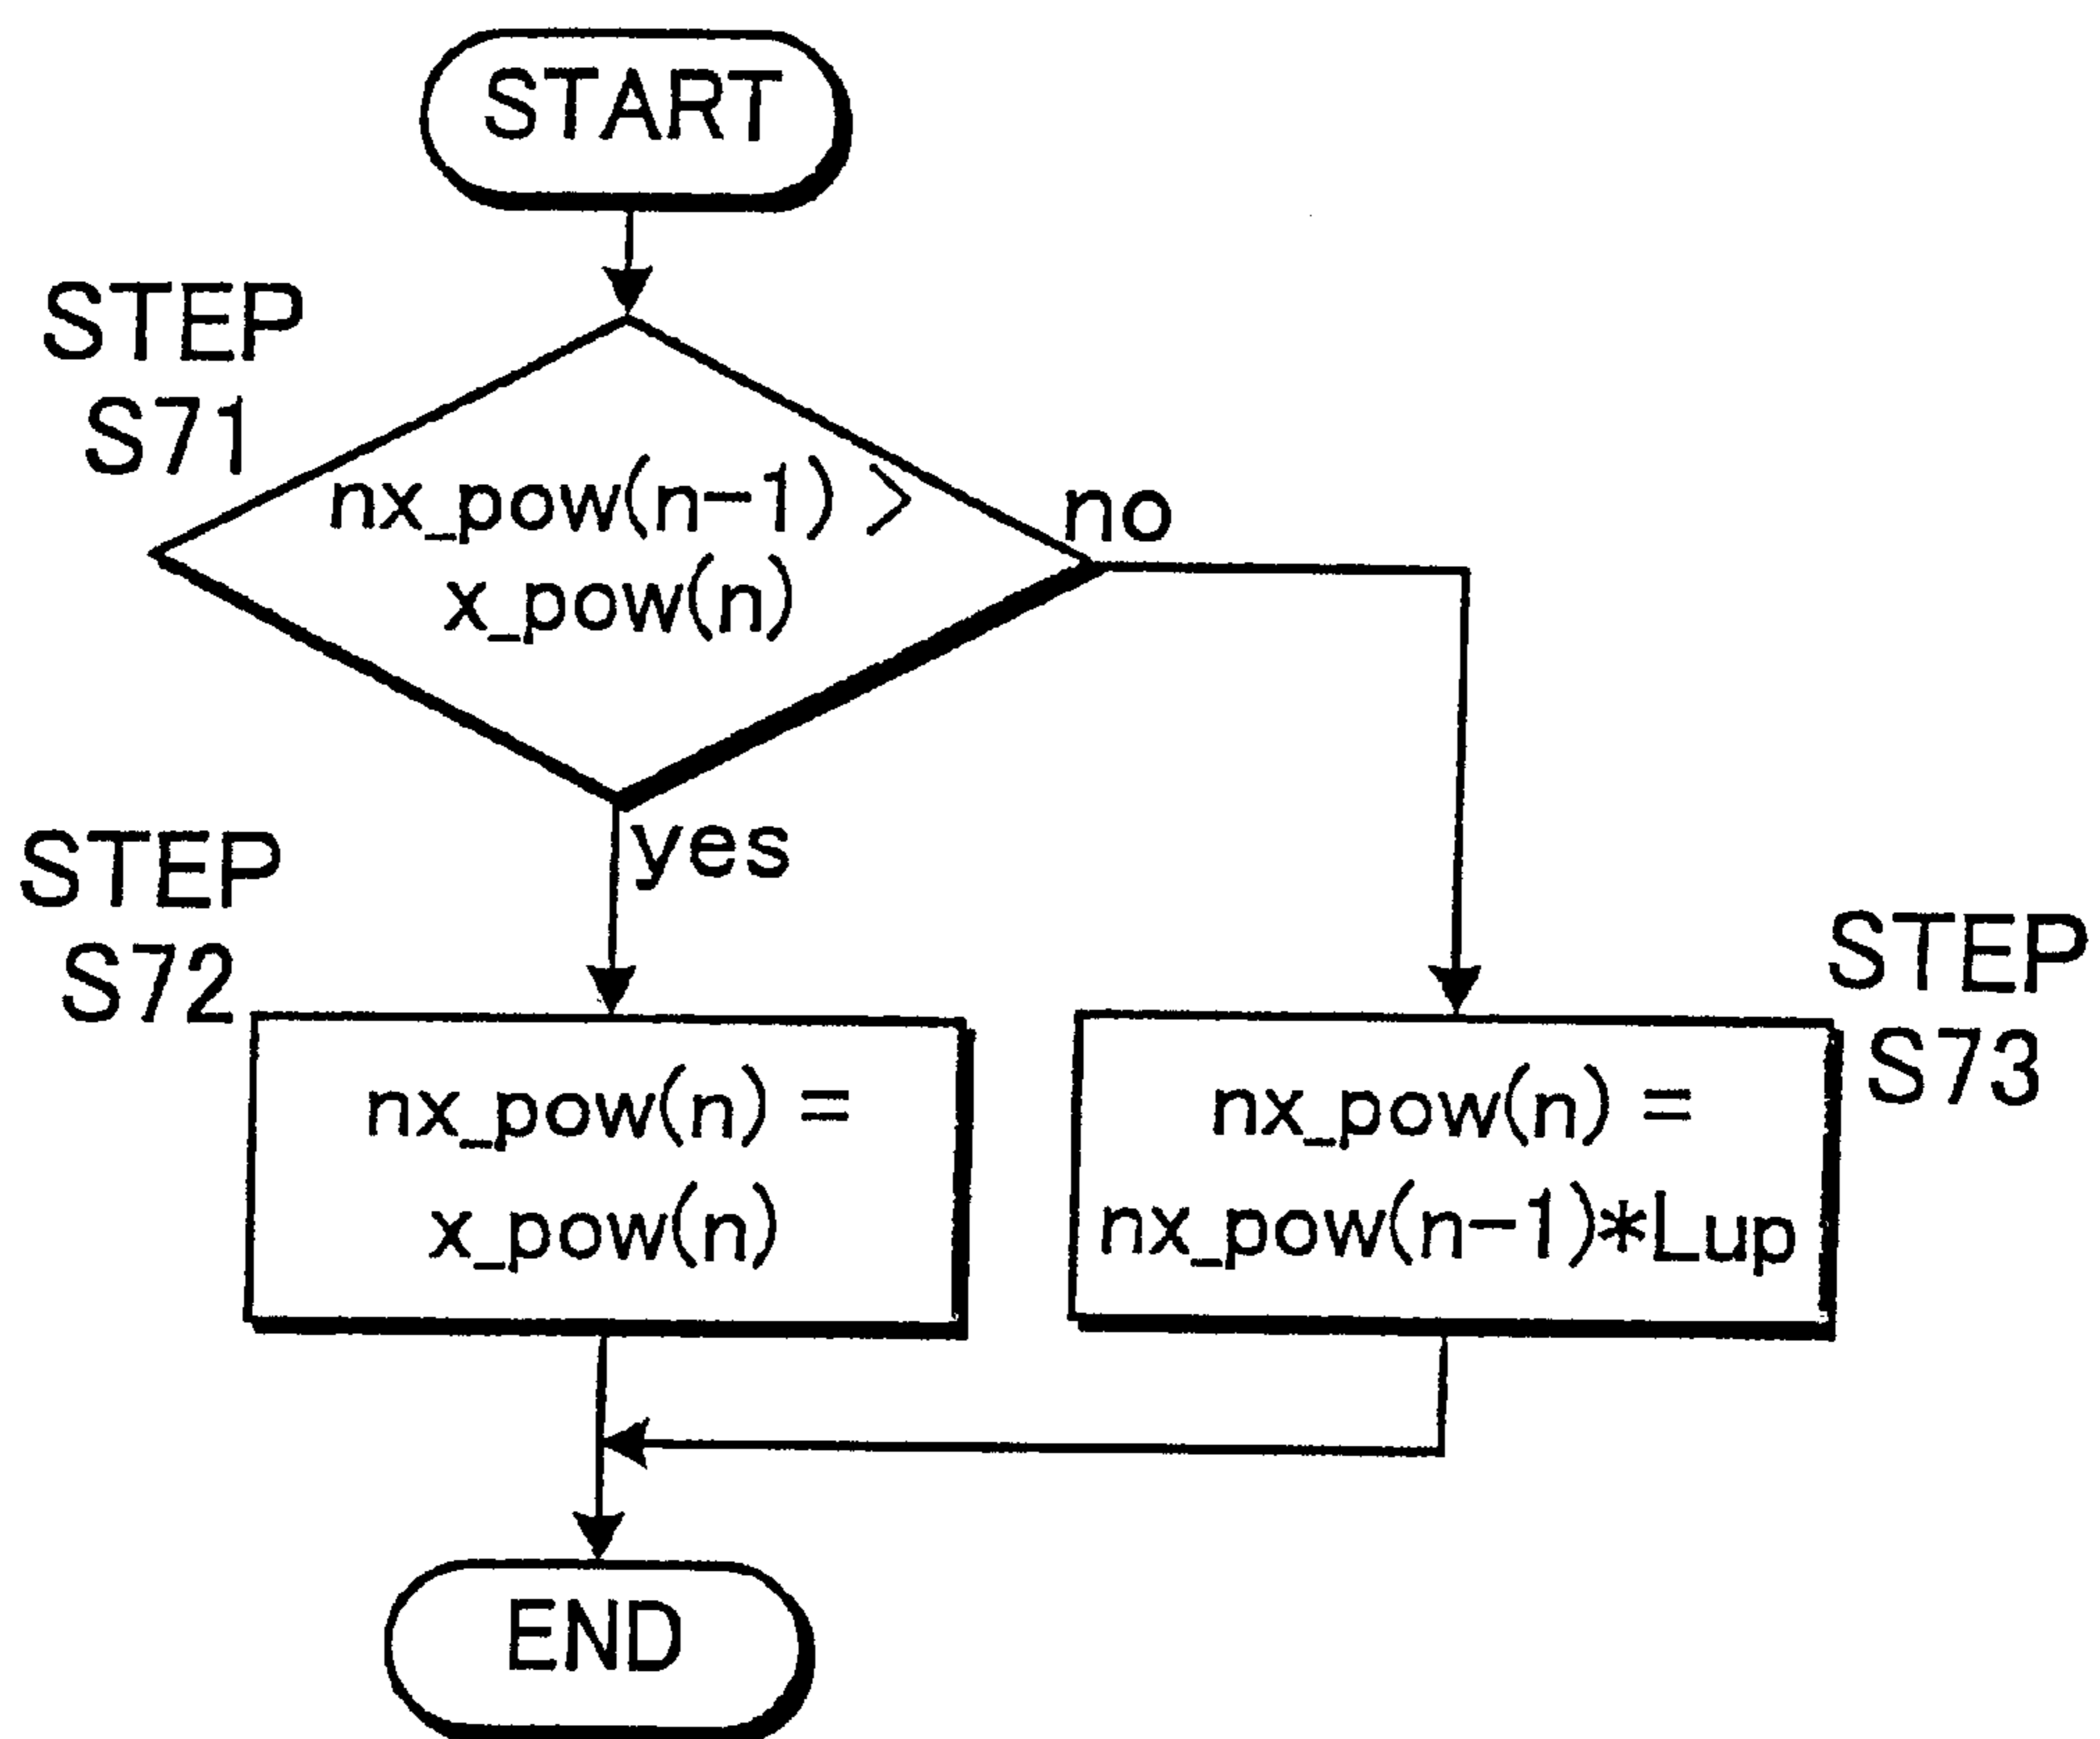 START
STEP
S71
nx_pow(n-1) >
x_pow(n)
no
yes
STEP
S72
nx_pow(n) =
x_pow(n)
STEP
S73
nx_pow(n) =
nx_pow(n-1)*Lup
END